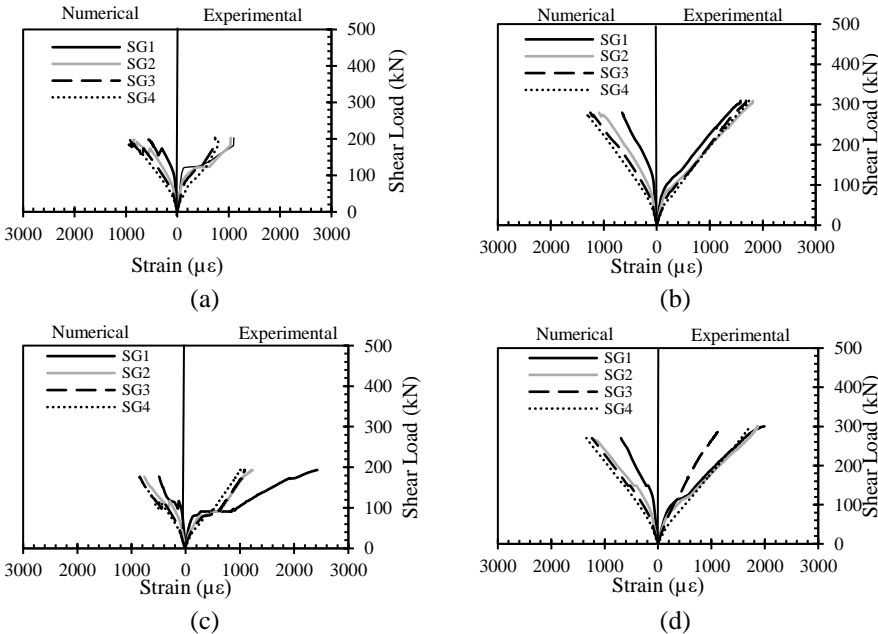 Numerical Experimental
SG1
SG2
SG3
SG4
500
400
300
200
100
0
Shear Load (kN)
3000 2000 1000 0 1000 2000 3000
Strain (µε)
(a)
Numerical Experimental
SG1
SG2
SG3
SG4
500
400
300
200
100
0
Shear Load (kN)
3000 2000 1000 0 1000 2000 3000
Strain (µε)
(b)
Numerical Experimental
SG1
SG2
SG3
SG4
500
400
300
200
100
0
Shear Load (kN)
3000 2000 1000 0 1000 2000 3000
Strain (µε)
(c)
Numerical Experimental
SG1
SG2
SG3
SG4
500
400
300
200
100
0
Shear Load (kN)
3000 2000 1000 0 1000 2000 3000
Strain (µε)
(d)